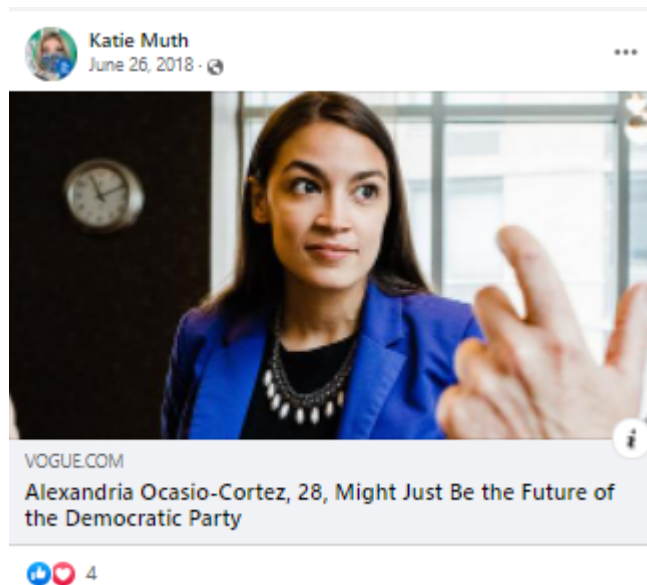 Katie Muth
June 26, 2018 ·
VOGUE.COM
Alexandria Ocasio-Cortez, 28, Might Just Be the Future of
the Democratic Party
4